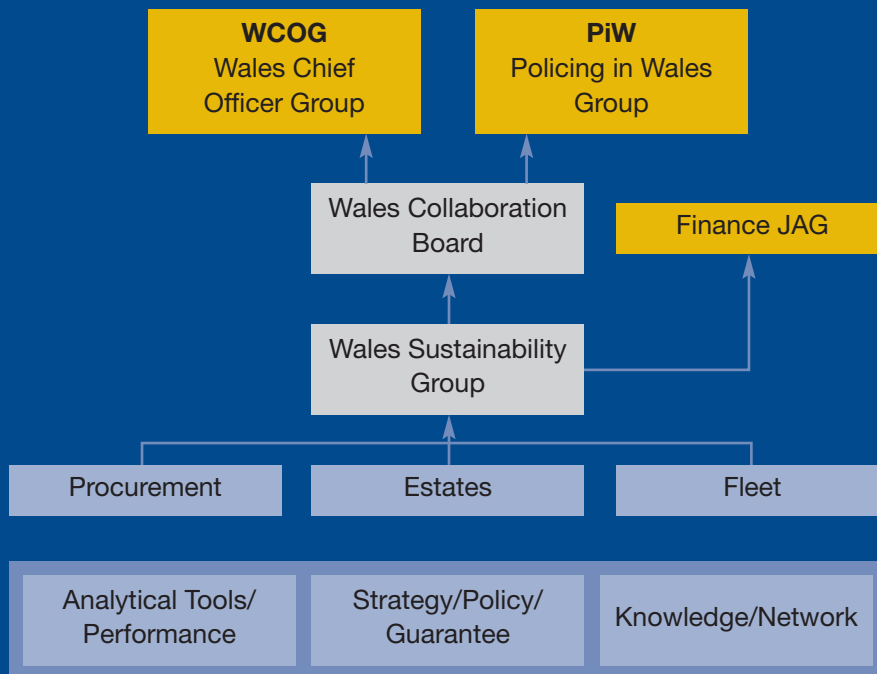 WCOG
Wales Chief
Officer Group
PiW
Policing in Wales
Group
Wales Collaboration
Board
Finance JAG
Wales Sustainability
Group
Procurement
Estates
Fleet
Analytical Tools/
Performance
Strategy/Policy/
Guarantee
Knowledge/Network